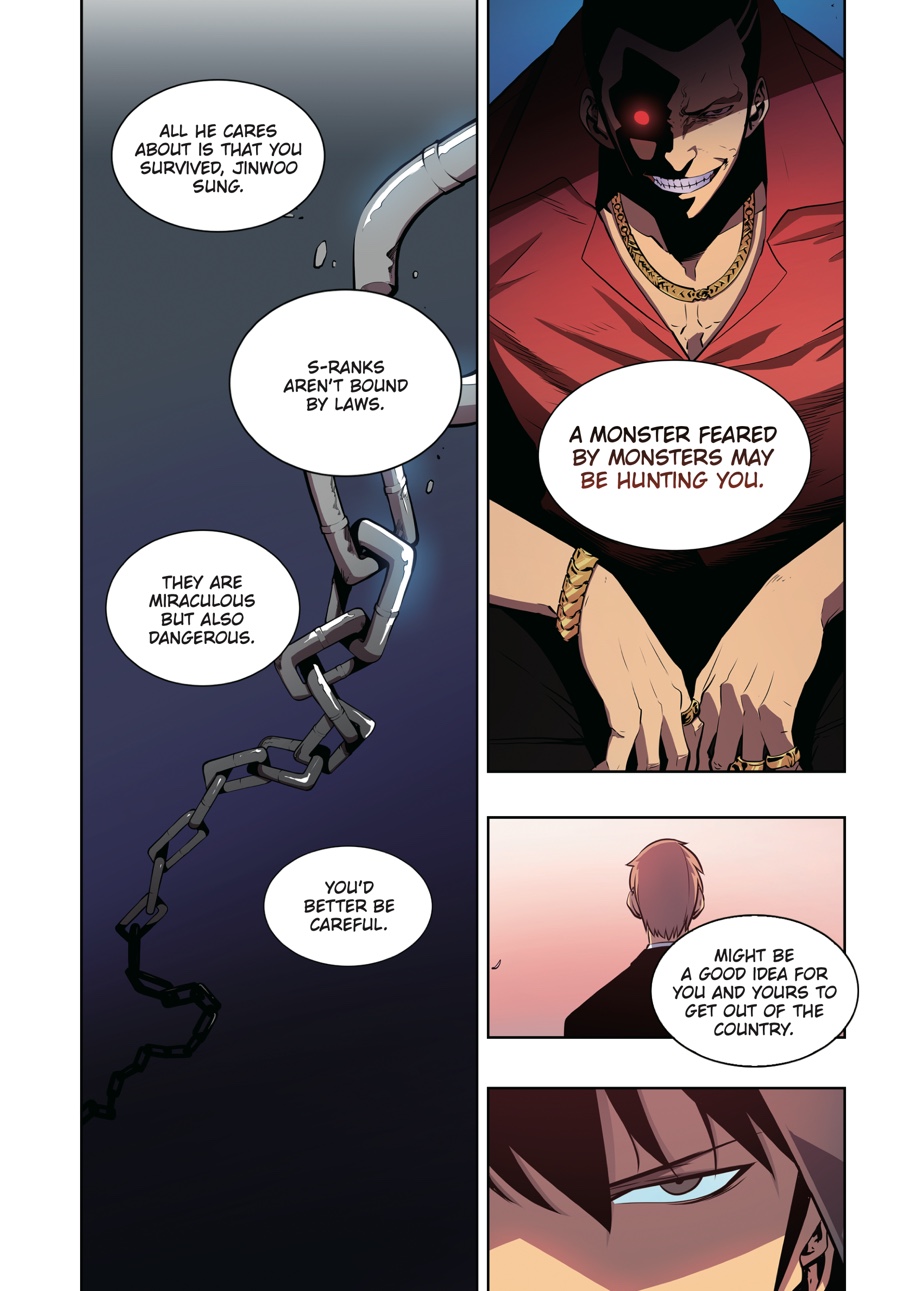 ALL HE CARES
ABOUT IS THAT YOU
SURVIVED, JINWOO
SUNG.
S-RANKS
AREN'T BOUND
BY LAWS.
THEY ARE
MIRACULOUS
BUT ALSO
DANGEROUS.
YOU'D
BETTER BE
CAREFUL.
A MONSTER FEARED
BY MONSTERS MAY
BE HUNTING YOU.
MIGHT BE
A GOOD IDEA FOR
YOU AND YOURS TO
GET OUT OF THE
COUNTRY.